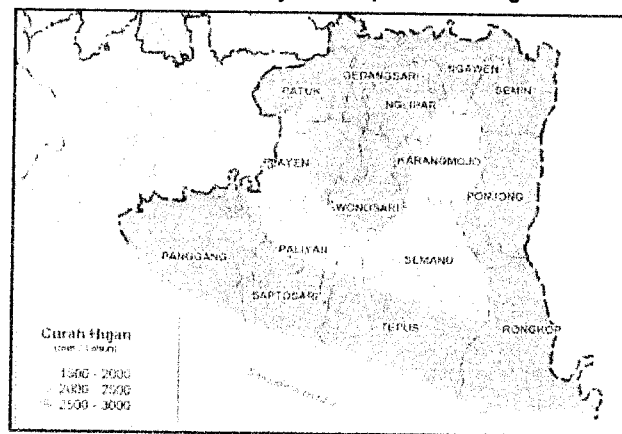 GEDANGSARI
NGAWEN
PATUK
NGLIPAR
SEMIN
PLAYEN
KARANGMOJO
PONJONG
WONOSARI
PALIYAN
PANGGANG
SEMANU
SAPTOSARI
TEPUS
RONGKOP
Curah Hujan
1500 - 2000
2000 - 2500
2500 - 3000